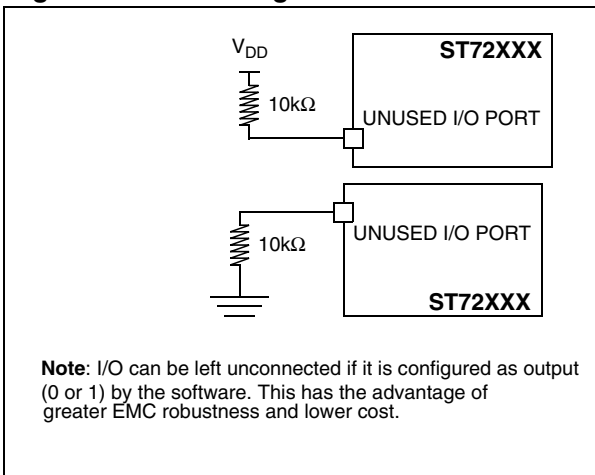 V_DD
ST72XXX
10kΩ
UNUSED I/O PORT
UNUSED I/O PORT
10kΩ
ST72XXX
Note: I/O can be left unconnected if it is configured as output
(0 or 1) by the software. This has the advantage of
greater EMC robustness and lower cost.